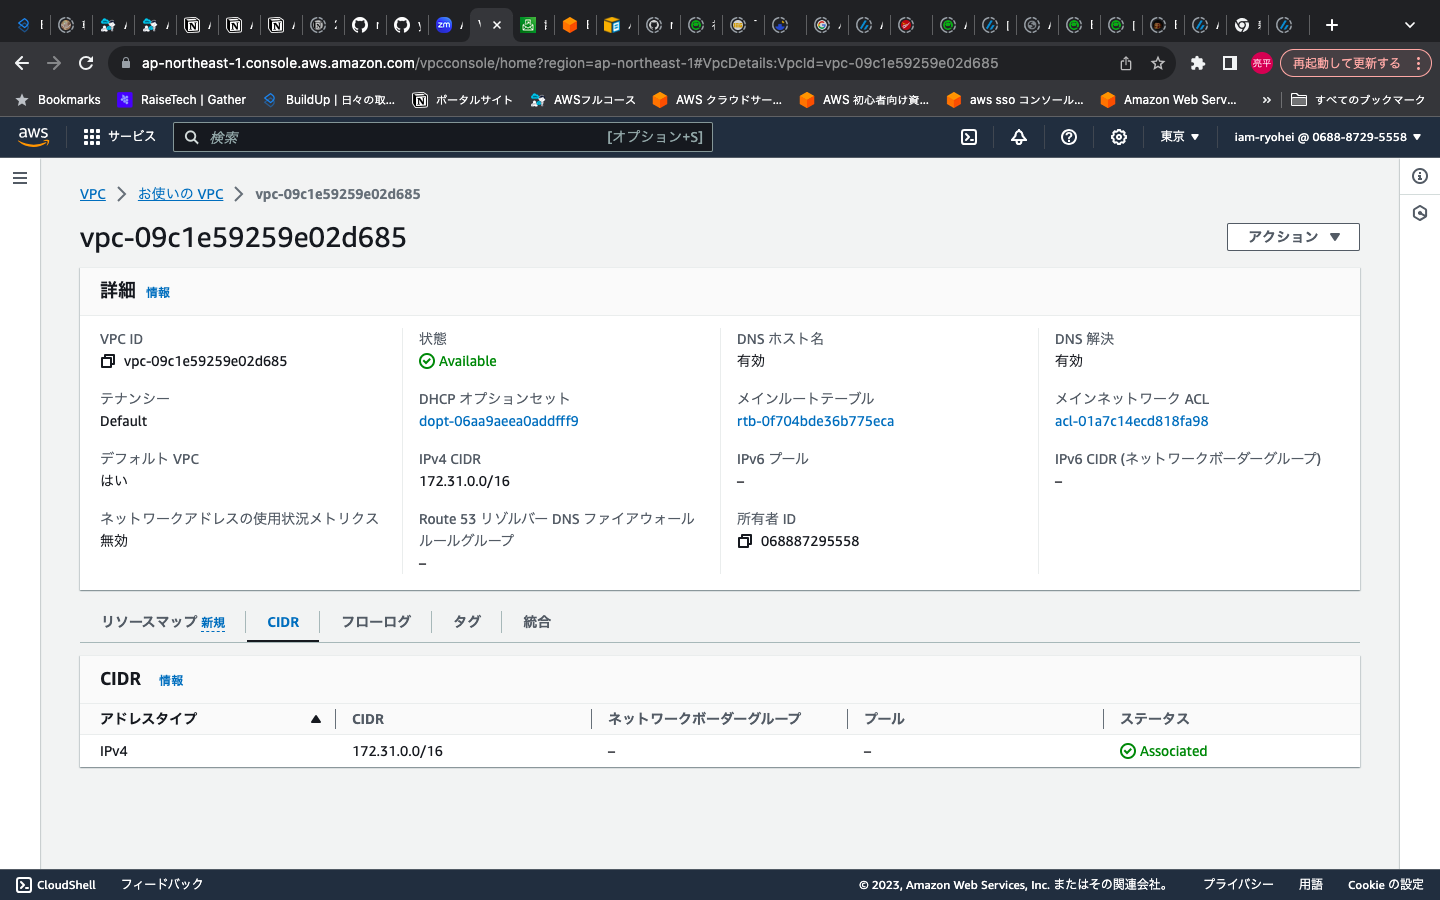 ap-northeast-1.console.aws.amazon.com/vpcconsole/home?region=ap-northeast-1#VpcDetails:VpcId=vpc-09c1e59259e02d685
亮平
再起動して更新する
Bookmarks
RaiseTech | Gather
BuildUp | 日々の取...
ポータルサイト
AWSフルコース
AWS クラウドサー...
AWS 初心者向け資...
aws sso コンソール...
Amazon Web Serv...
»
すべてのブックマーク
aws
サービス
検索
[オプション+S]
東京
iam-ryohei @ 0688-8729-5558
VPC
お使いの VPC
vpc-09c1e59259e02d685
vpc-09c1e59259e02d685
アクション
詳細 情報
VPC ID
vpc-09c1e59259e02d685
状態
Available
DNS ホスト名
有効
DNS 解決
有効
テナンシー
Default
DHCP オプションセット
dopt-06aa9aeea0addfff9
メインルートテーブル
rtb-0f704bde36b775eca
メインネットワーク ACL
acl-01a7c14ecd818fa98
デフォルト VPC
はい
IPv4 CIDR
172.31.0.0/16
IPv6 プール
–
IPv6 CIDR (ネットワークボーダーグループ)
–
ネットワークアドレスの使用状況メトリクス
無効
Route 53 リゾルバー DNS ファイアウォール
ルールグループ
–
所有者 ID
068887295558
リソースマップ 新規
CIDR
フローログ
タグ
統合
CIDR 情報
アドレスタイプ
CIDR
ネットワークボーダーグループ
プール
ステータス
IPv4
172.31.0.0/16
–
–
Associated
CloudShell
フィードバック
© 2023, Amazon Web Services, Inc. またはその関連会社。
プライバシー
用語
Cookie の設定